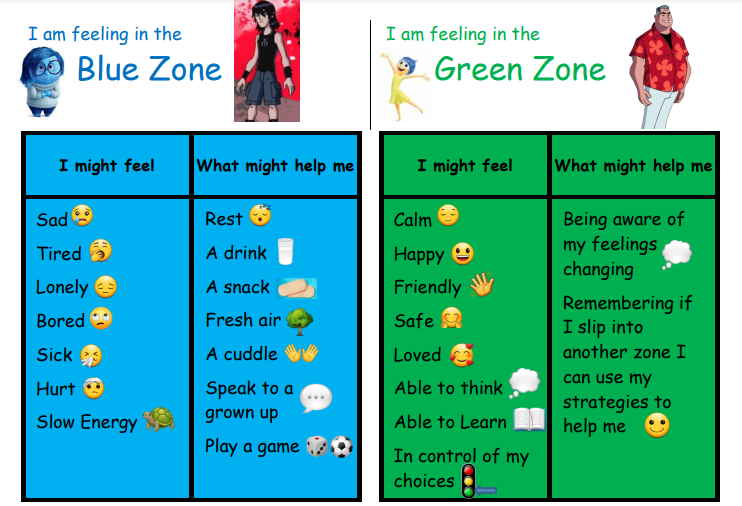 I am feeling in the
Blue Zone
I might feel
What might help me
Sad
Tired
Lonely
Bored
Sick
Hurt
Slow Energy
Rest
A drink
A snack
Fresh air
A cuddle
Speak to a
grown up
Play a game
I am feeling in the
Green Zone
I might feel
What might help me
Calm
Happy
Friendly
Safe
Loved
Able to think
Able to Learn
In control of my
choices
Being aware of
my feelings
changing
Remembering if
I slip into
another zone I
can use my
strategies to
help me